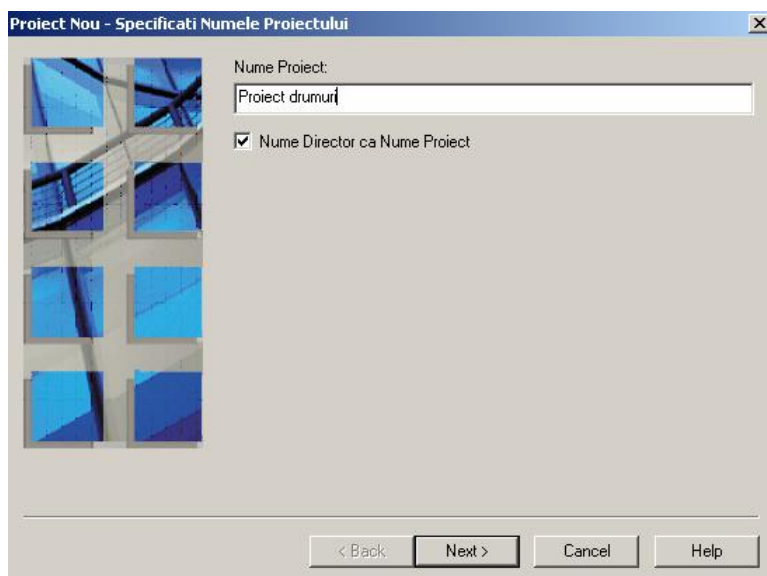 Proiect Nou - Specificati Numele Proiectului
Nume Proiect:
Proiect drumuri
Nume Director ca Nume Proiect
< Back Next > Cancel Help